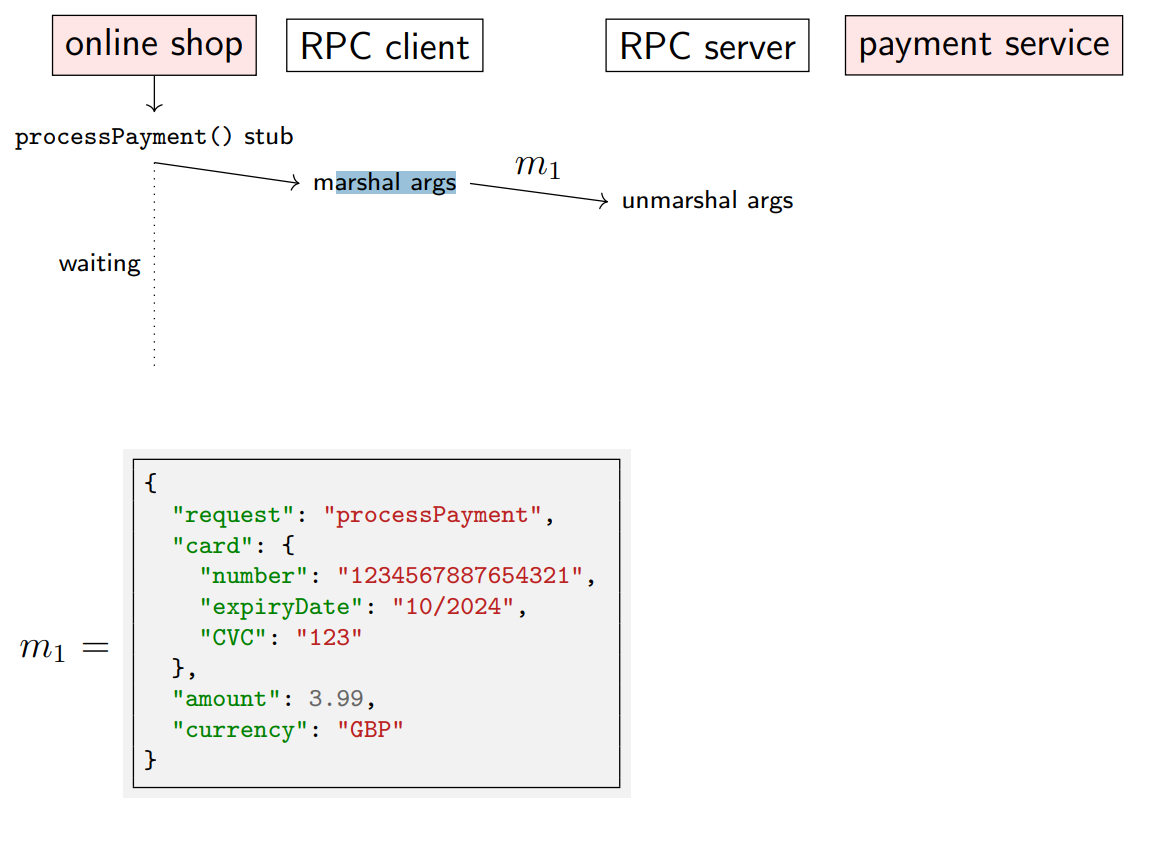 online shop
RPC client
RPC server
payment service
processPayment() stub
m1
marshal args
unmarshal args
waiting
{
"request": "processPayment",
"card": {
"number": "1234567887654321",
"expiryDate": "10/2024",
"CVC": "123"
m1 =
},
"amount": 3.99,
"currency": "GBP"
}